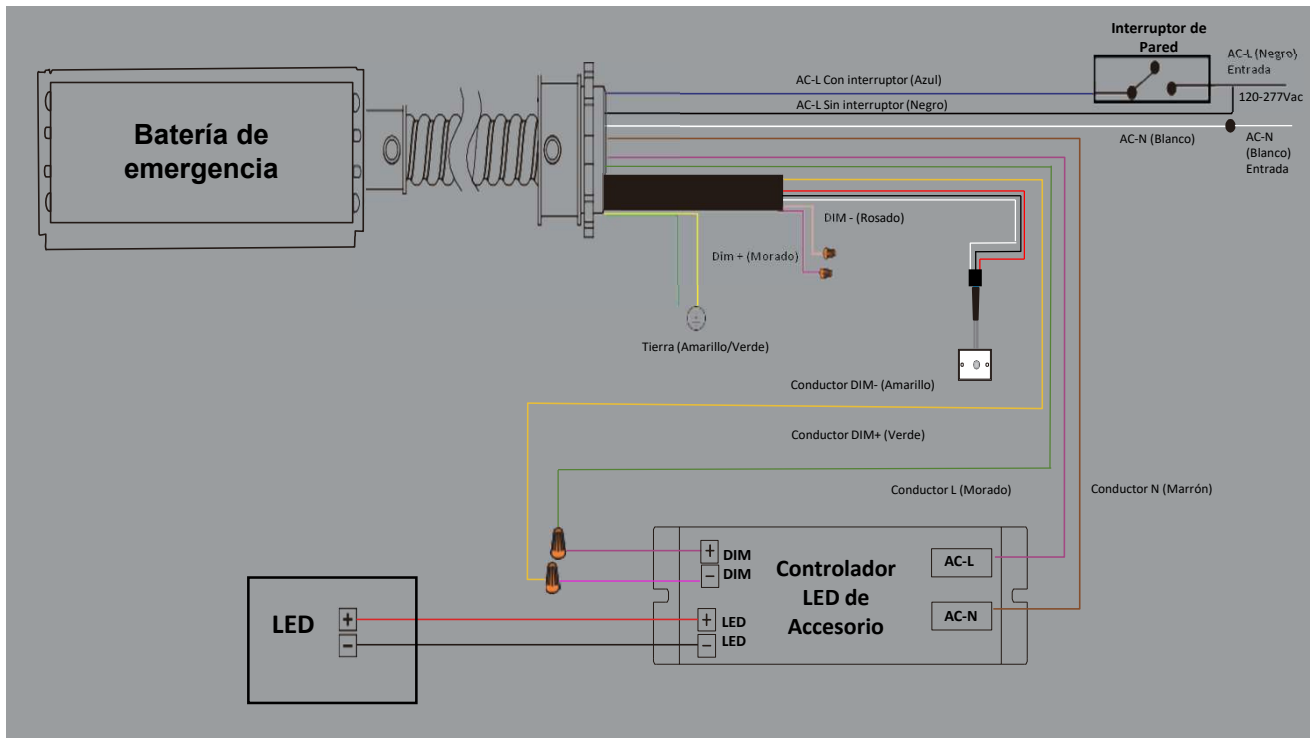 Interruptor de
Pared
AC-L (Negro)
Entrada
120-277Vac
AC-L Con interruptor (Azul)
AC-L Sin interruptor (Negro)
AC-N (Blanco)
AC-N
(Blanco)
Entrada
Batería de
emergencia
DIM - (Rosado)
Dim + (Morado)
Tierra (Amarillo/Verde)
Conductor DIM- (Amarillo)
Conductor DIM+ (Verde)
Conductor L (Morado)
Conductor N (Marrón)
+ DIM
− DIM
Controlador
LED de
Accesorio
AC-L
AC-N
+ LED
− LED
LED
+
−